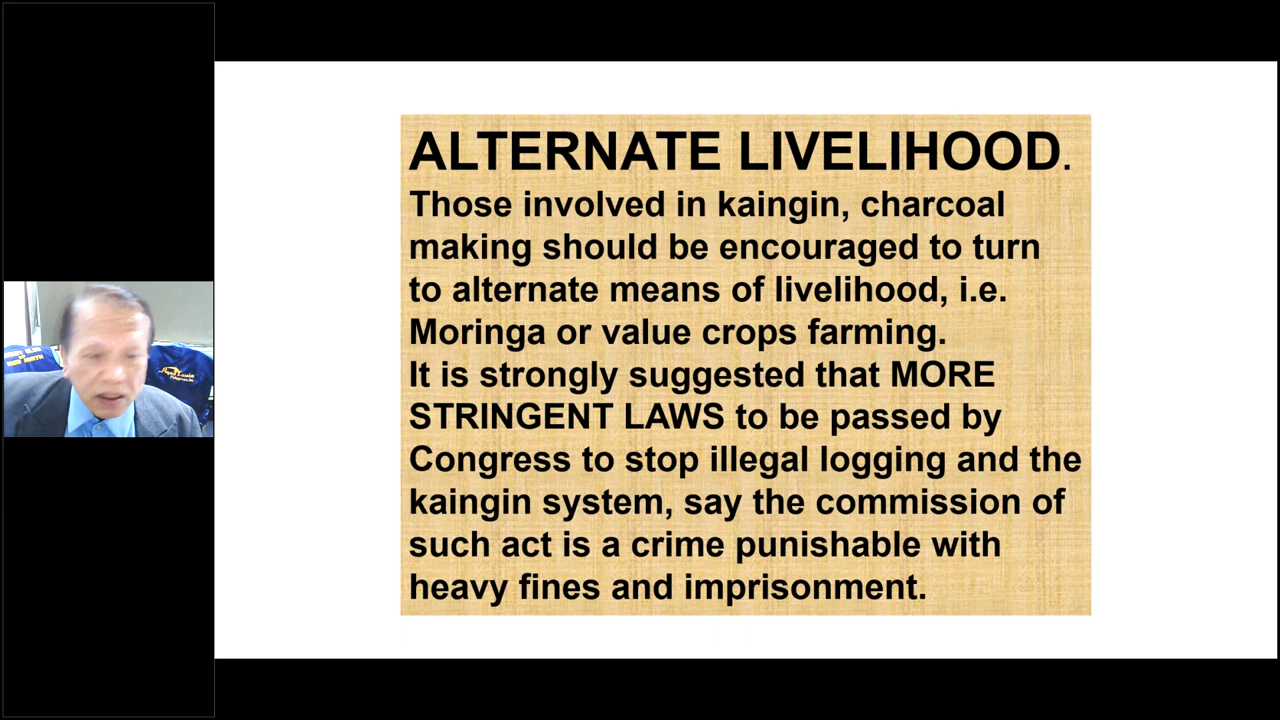 ALTERNATE LIVELIHOOD.
Those involved in kaingin, charcoal
making should be encouraged to turn
to alternate means of livelihood, i.e.
Moringa or value crops farming.
It is strongly suggested that MORE
STRINGENT LAWS to be passed by
Congress to stop illegal logging and the
kaingin system, say the commission of
such act is a crime punishable with
heavy fines and imprisonment.